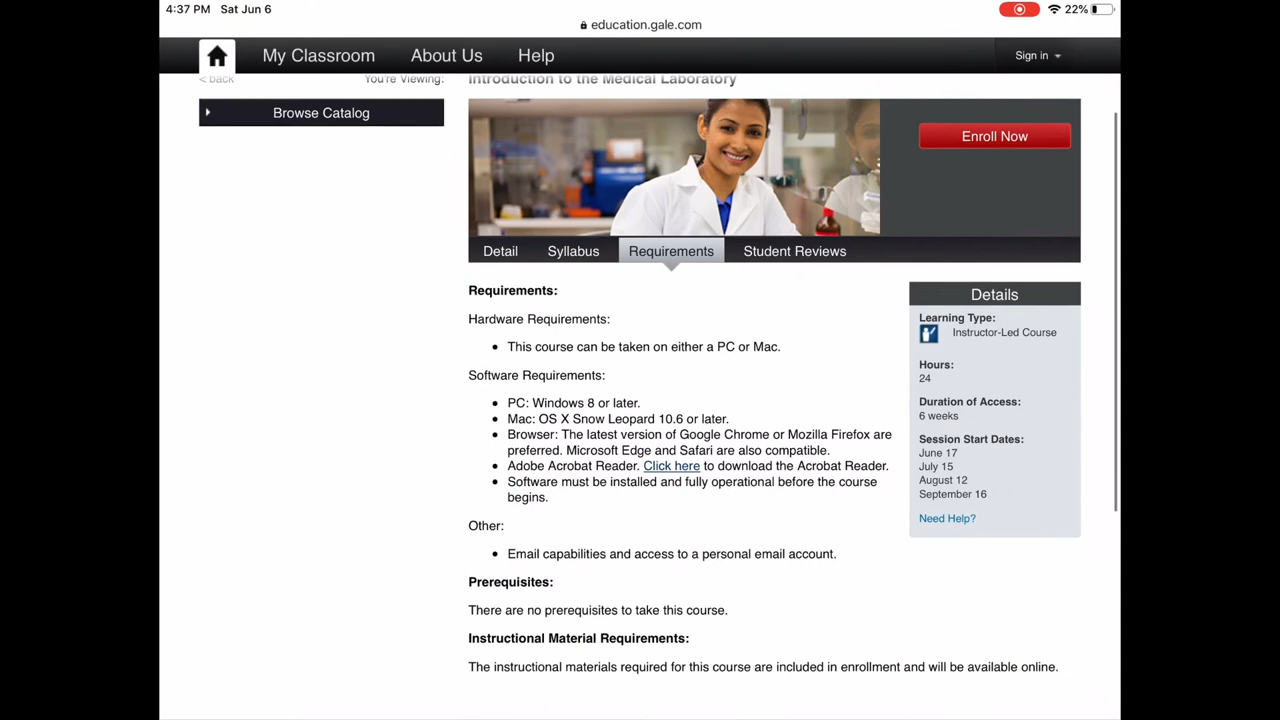 4:37 PM Sat Jun 6
22%
education.gale.com
My Classroom About Us Help
Sign in
< back You're Viewing:
Introduction to the Medical Laboratory
Browse Catalog
Enroll Now
Detail Syllabus Requirements Student Reviews
Requirements:
Hardware Requirements:
• This course can be taken on either a PC or Mac.
Software Requirements:
• PC: Windows 8 or later.
• Mac: OS X Snow Leopard 10.6 or later.
• Browser: The latest version of Google Chrome or Mozilla Firefox are
preferred. Microsoft Edge and Safari are also compatible.
• Adobe Acrobat Reader. Click here to download the Acrobat Reader.
• Software must be installed and fully operational before the course
begins.
Other:
• Email capabilities and access to a personal email account.
Prerequisites:
There are no prerequisites to take this course.
Instructional Material Requirements:
The instructional materials required for this course are included in enrollment and will be available online.
Details
Learning Type:
Instructor-Led Course
Hours:
24
Duration of Access:
6 weeks
Session Start Dates:
June 17
July 15
August 12
September 16
Need Help?